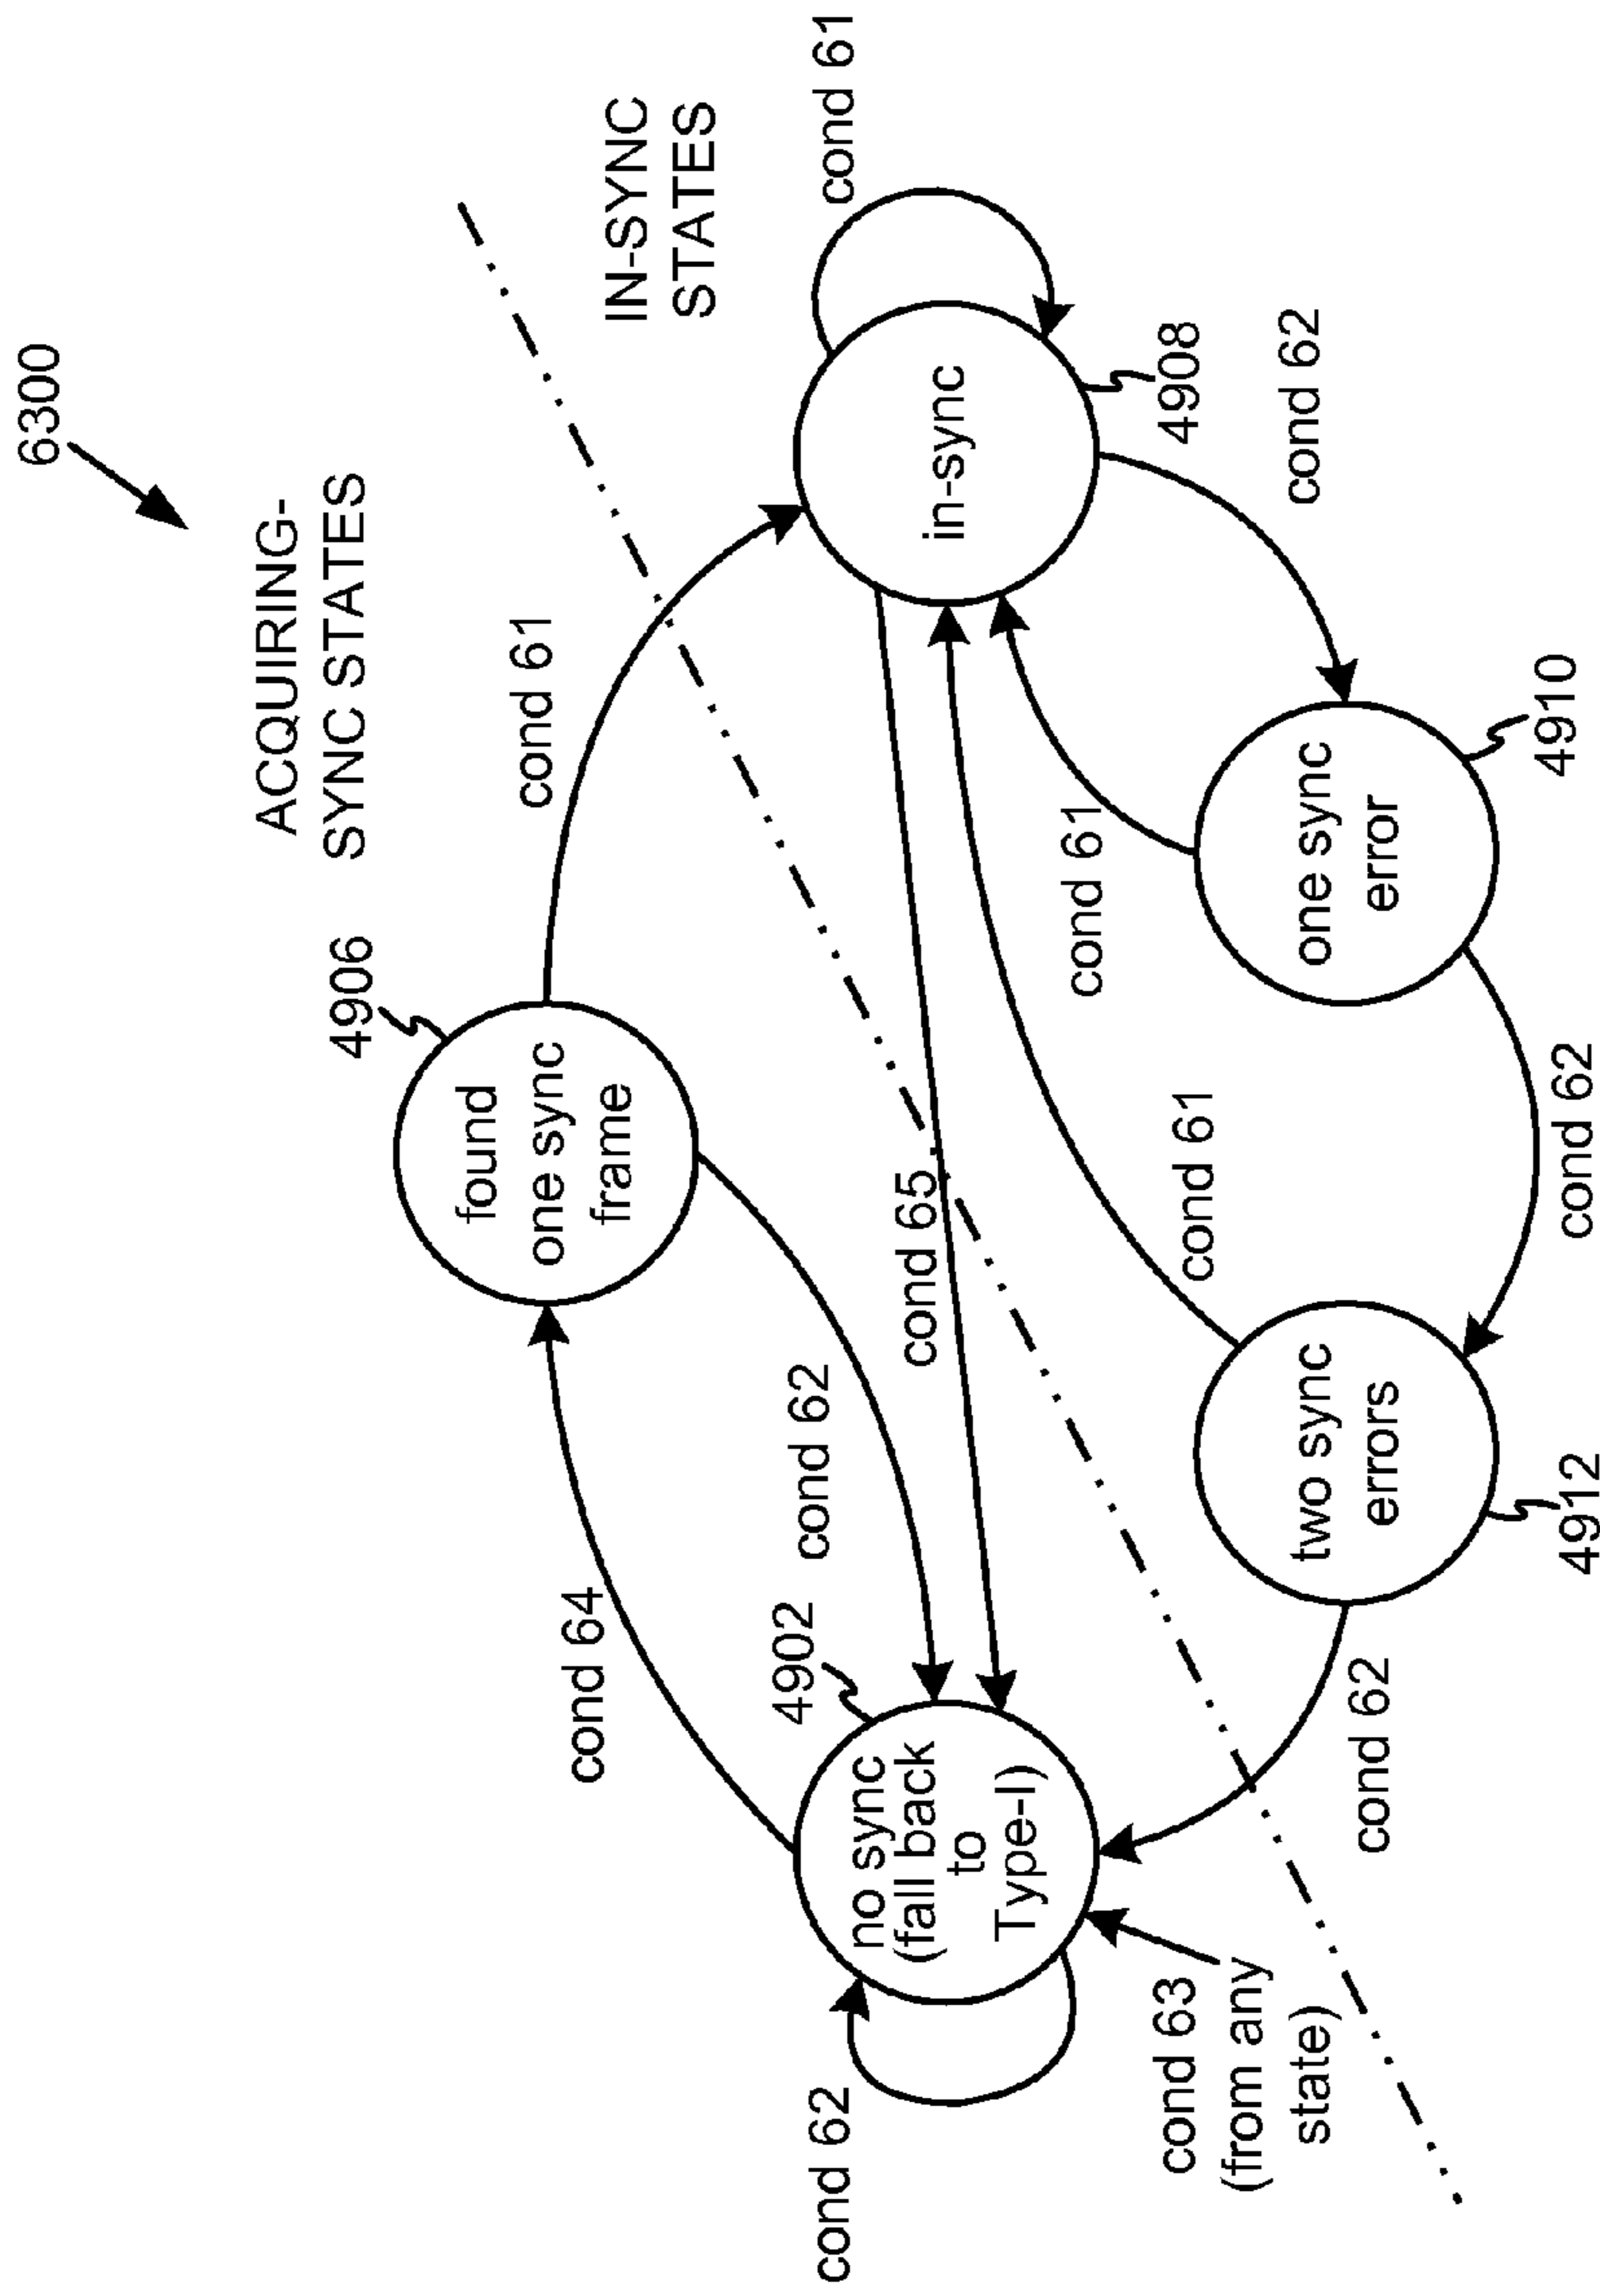 6300
ACQUIRING-
SYNC STATES
IN-SYNC
STATES
4906
found
one sync
frame
cond 61
cond 64
cond 62
cond 65
4902
no sync
(fall back
to
Type-I)
cond 62
cond 63
(from any
state)
in-sync
cond 61
4908
cond 62
cond 61
cond 61
one sync
error
4910
cond 62
two sync
errors
4912
cond 62